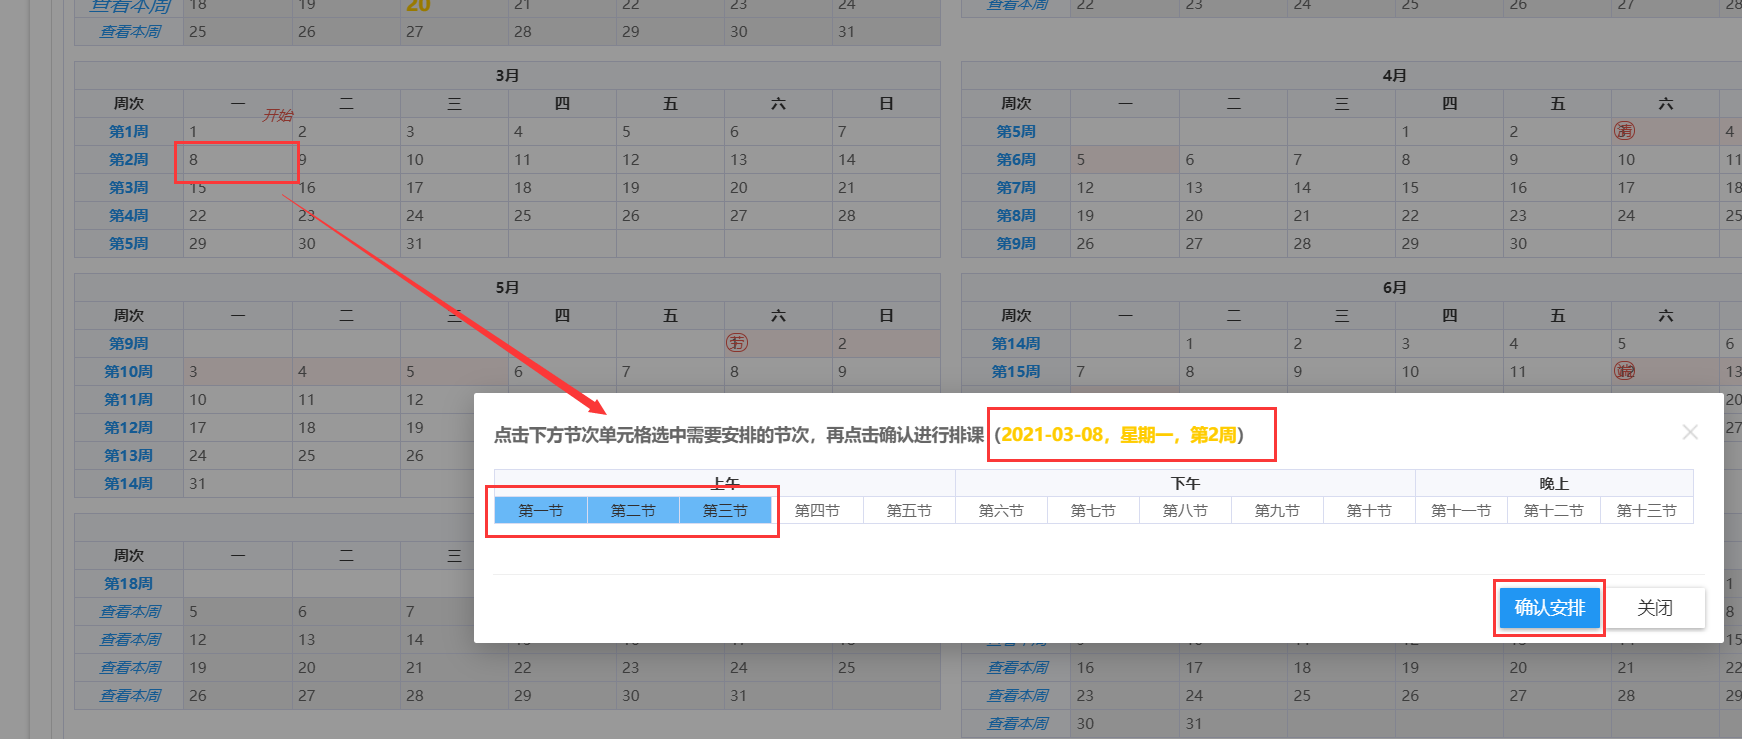 查看本周 18 19 20 21 22 23 24 查看本周 22 23 24 25 26 27 28
查看本周 25 26 27 28 29 30 31
3月 4月
周次 一 二 三 四 五 六 日 周次 一 二 三 四 五 六
开始
第1周 1 2 3 4 5 6 7 第5周 1 2 清 4
第2周 8 9 10 11 12 13 14 第6周 5 6 7 8 9 10 11
第3周 15 16 17 18 19 20 21 第7周 12 13 14 15 16 17 18
第4周 22 23 24 25 26 27 28 第8周 19 20 21 22 23 24 25
第5周 29 30 31 第9周 26 27 28 29 30
5月 6月
周次 一 二 三 四 五 六 日 周次 一 二 三 四 五 六
第9周 劳 2 第14周 1 2 3 4 5 6
第10周 3 4 5 6 7 8 9 第15周 7 8 9 10 11 12 13
第11周 10 11 12 20
第12周 17 18 19 27
第13周 24 25 26
第14周 31
点击下方节次单元格选中需要安排的节次，再点击确认进行排课（2021-03-08，星期一，第2周）
上午 下午 晚上
第一节 第二节 第三节 第四节 第五节 第六节 第七节 第八节 第九节 第十节 第十一节 第十二节 第十三节
确认安排 关闭
周次 一 二 三
第18周 1
查看本周 5 6 7 8
查看本周 12 13 14 15
查看本周 19 20 21 22 23 24 25 查看本周 16 17 18 19 20 21 22
查看本周 26 27 28 29 30 31 查看本周 23 24 25 26 27 28 29
查看本周 30 31